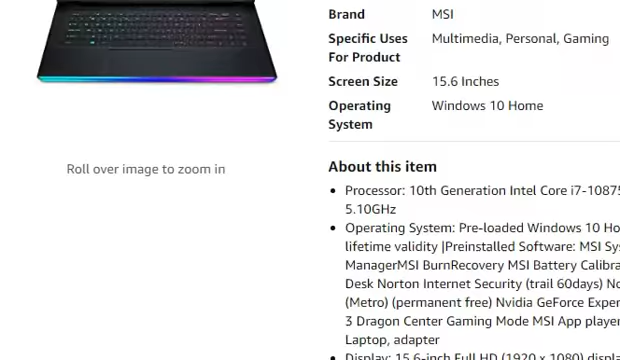 Brand MSI
Specific Uses Multimedia, Personal, Gaming
For Product
Screen Size 15.6 Inches
Operating Windows 10 Home
System
Roll over image to zoom in
About this item
Processor: 10th Generation Intel Core i7-10875
5.10GHz
Operating System: Pre-loaded Windows 10 Ho
lifetime validity |Preinstalled Software: MSI Sys
ManagerMSI BurnRecovery MSI Battery Calibra
Desk Norton Internet Security (trail 60days) No
(Metro) (permanent free) Nvidia GeForce Exper
3 Dragon Center Gaming Mode MSI App player
Laptop, adapter
Display: 15.6-inch Full HD (1920 x 1080) displa